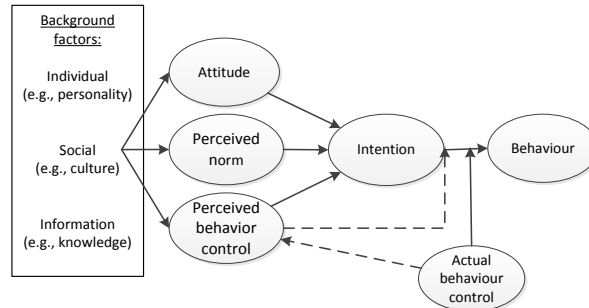 Background
factors:
Individual
(e.g., personality)
Social
(e.g., culture)
Information
(e.g., knowledge)
Attitude
Perceived
norm
Perceived
behavior
control
Intention
Behaviour
Actual
behaviour
control